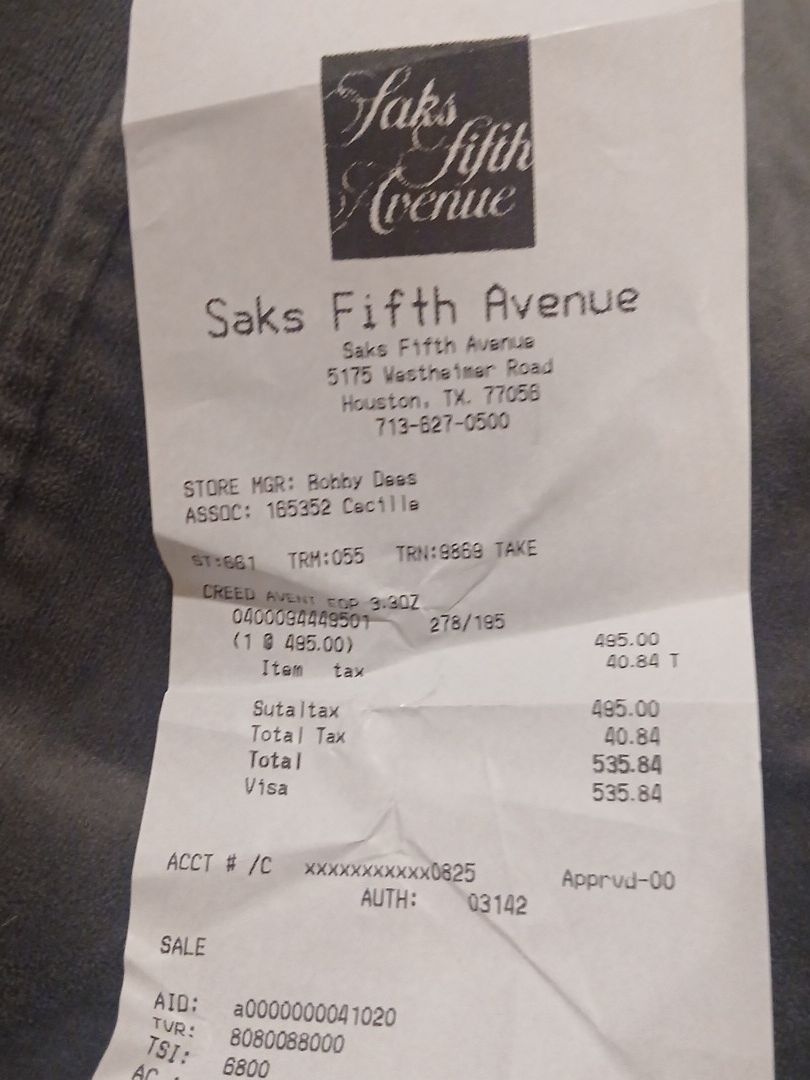 Saks
fifth
Avenue
Saks Fifth Avenue
Saks Fifth Avenue
5175 Westheimer Road
Houston, TX. 77056
713-627-0500
STORE MGR: Bobby Dees
ASSOC: 165352 Cecille
ST:661 TRM:055 TRN:9869 TAKE
CREED AVENT EDP 3.3OZ
0400094449501 278/195
(1 @ 495.00) 495.00
Item tax 40.84 T
Sutaltax 495.00
Total Tax 40.84
Total 535.84
Visa 535.84
ACCT # /C xxxxxxxxxxx0825 Apprvd-00
AUTH: 03142
SALE
AID: a0000000041020
TVR: 8080088000
TSI: 6800
AC